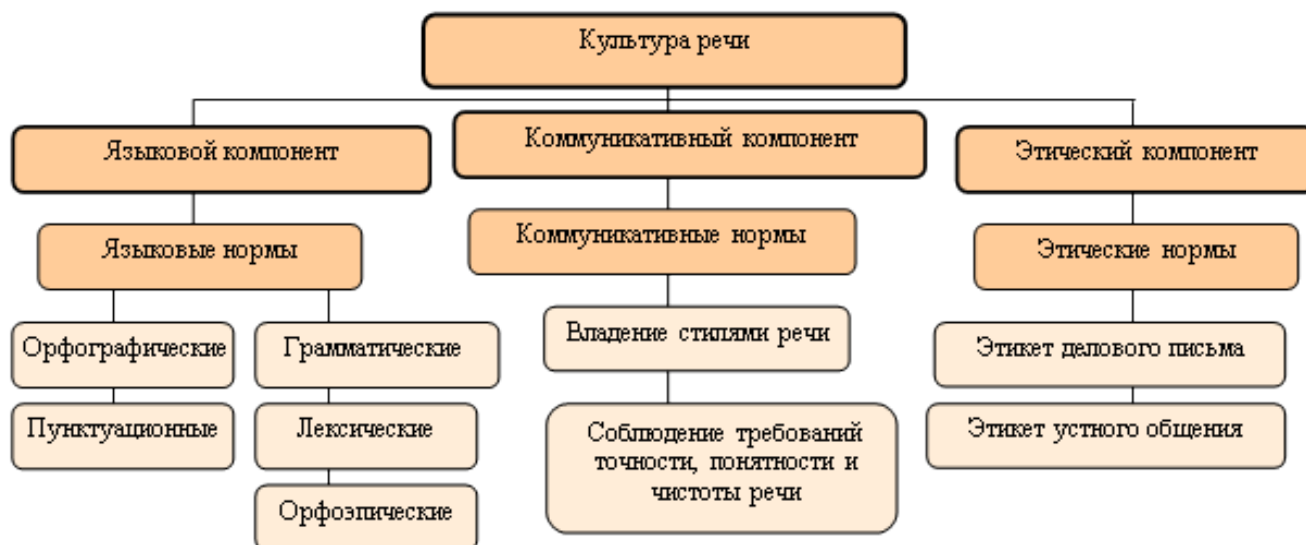 Культура речи
Языковой компонент
Коммуникативный компонент
Этический компонент
Языковые нормы
Коммуникативные нормы
Этические нормы
Орфографические
Грамматические
Владение стилями речи
Этикет делового письма
Пунктуационные
Лексические
Соблюдение требований
точности, понятности и
чистоты речи
Этикет устного общения
Орфоэпические